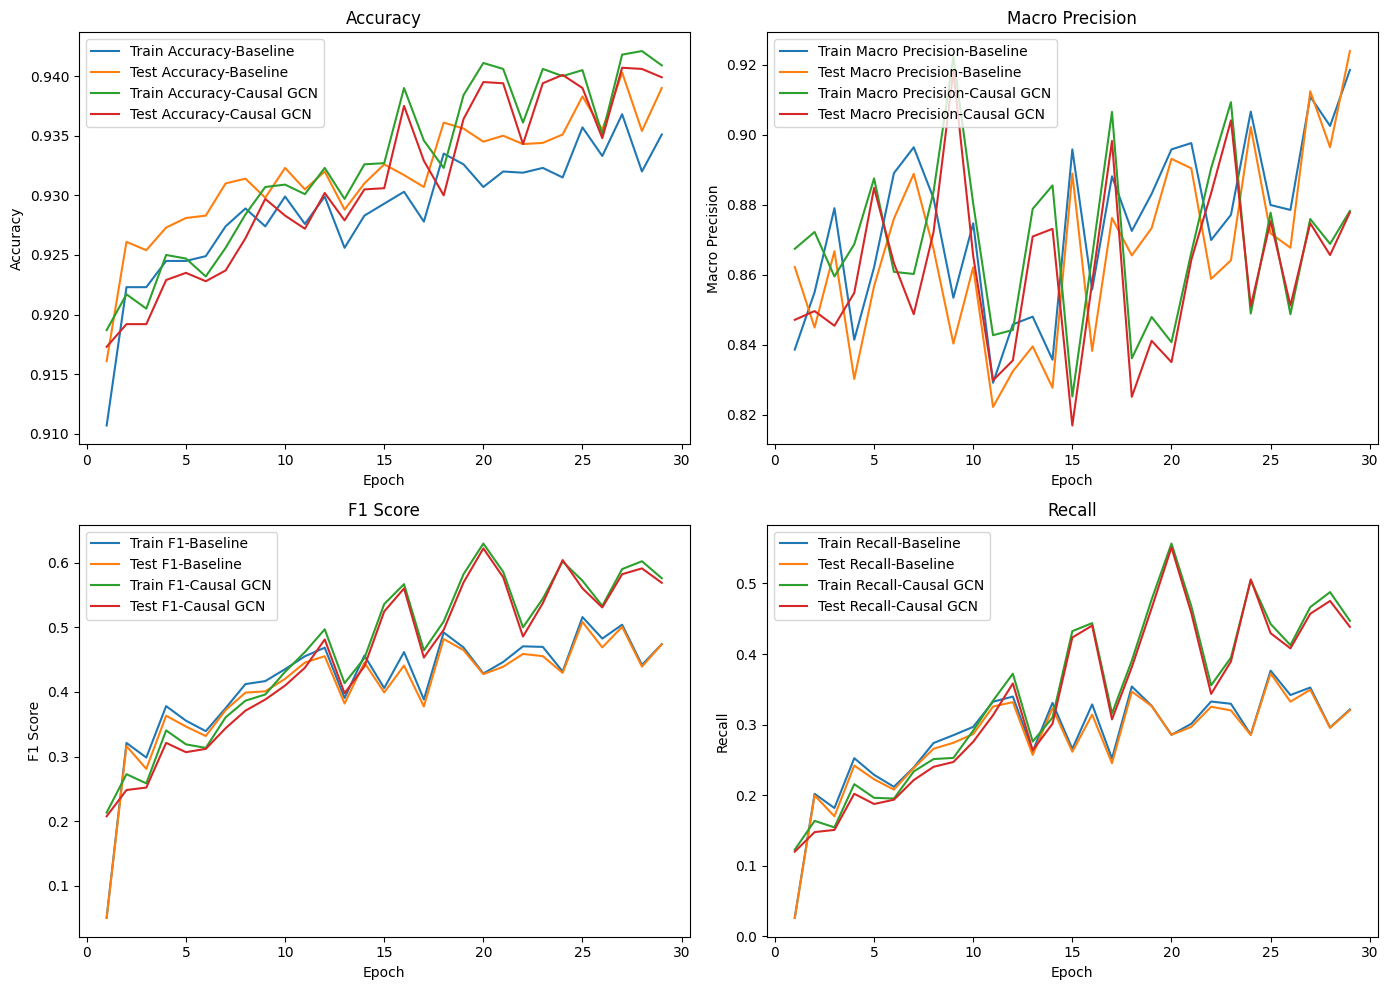 Accuracy
Train Accuracy-Baseline
Test Accuracy-Baseline
Train Accuracy-Causal GCN
Test Accuracy-Causal GCN
0.940
0.935
0.930
0.925
0.920
0.915
0.910
Accuracy
0 5 10 15 20 25 30
Epoch
Macro Precision
Train Macro Precision-Baseline
Test Macro Precision-Baseline
Train Macro Precision-Causal GCN
Test Macro Precision-Causal GCN
0.92
0.90
0.88
0.86
0.84
0.82
Macro Precision
0 5 10 15 20 25 30
Epoch
F1 Score
Train F1-Baseline
Test F1-Baseline
Train F1-Causal GCN
Test F1-Causal GCN
0.6
0.5
0.4
0.3
0.2
0.1
F1 Score
0 5 10 15 20 25 30
Epoch
Recall
Train Recall-Baseline
Test Recall-Baseline
Train Recall-Causal GCN
Test Recall-Causal GCN
0.5
0.4
0.3
0.2
0.1
0.0
Recall
0 5 10 15 20 25 30
Epoch